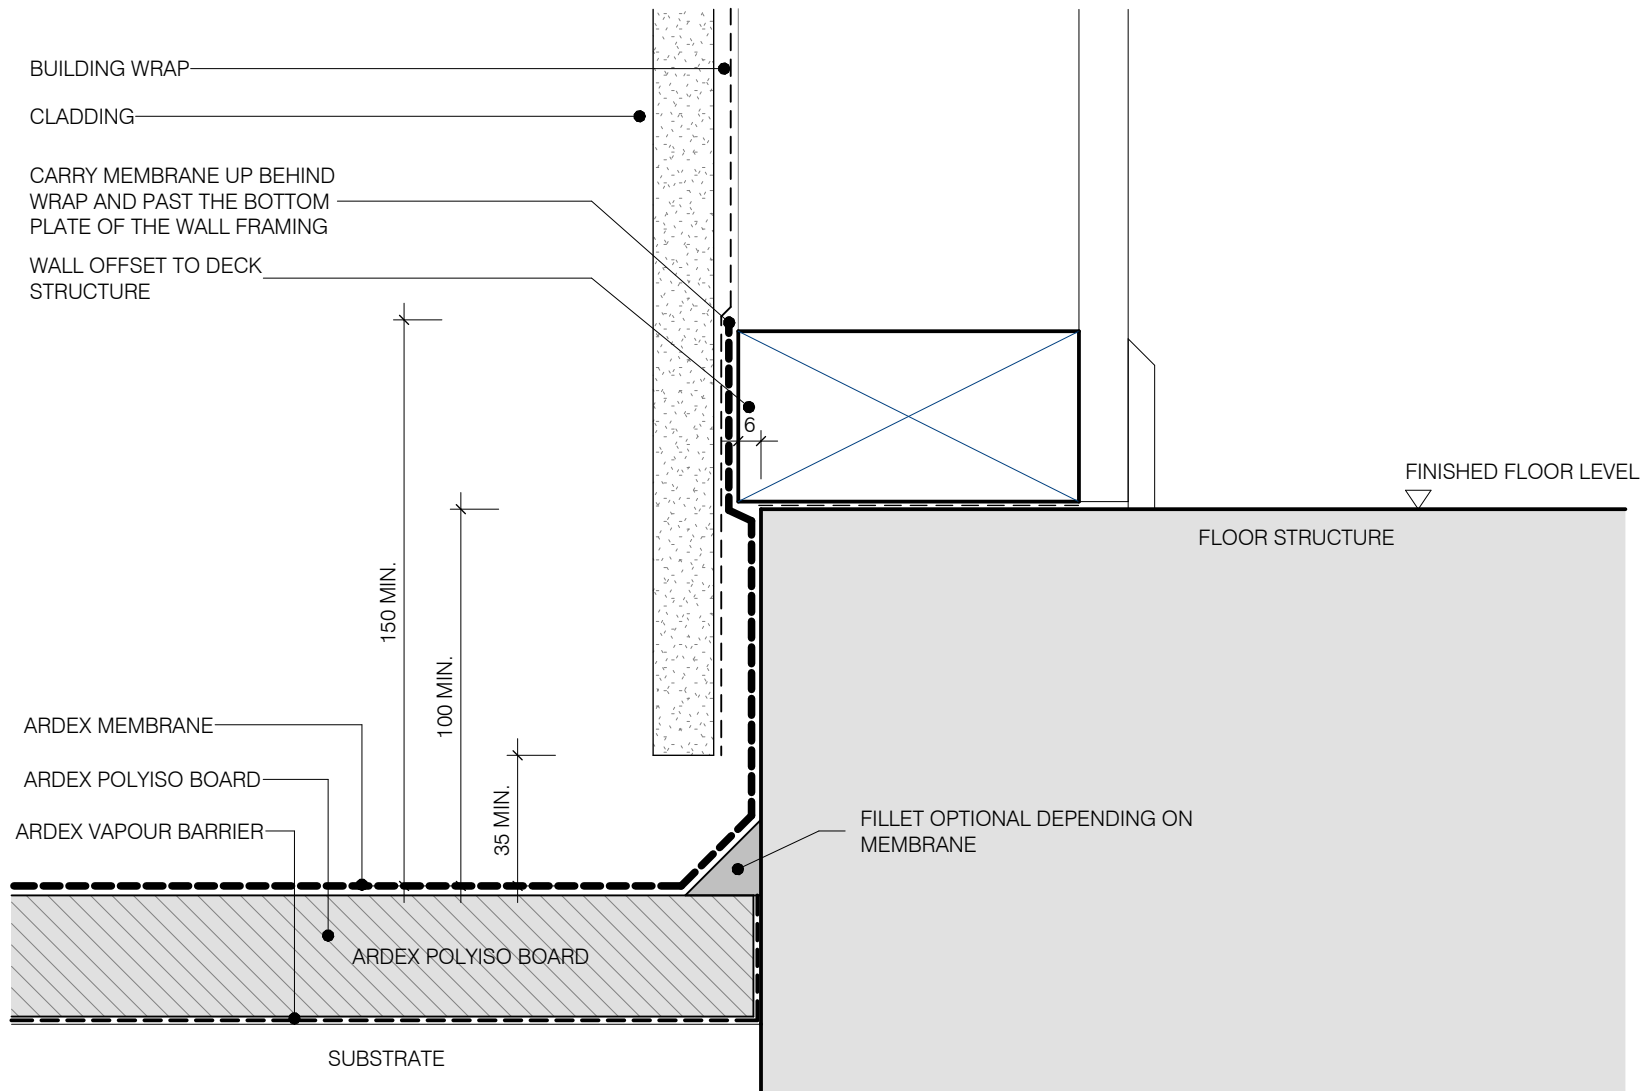 BUILDING WRAP
CLADDING
CARRY MEMBRANE UP BEHIND
WRAP AND PAST THE BOTTOM
PLATE OF THE WALL FRAMING
WALL OFFSET TO DECK
STRUCTURE
6
FINISHED FLOOR LEVEL
FLOOR STRUCTURE
150 MIN.
100 MIN.
35 MIN.
ARDEX MEMBRANE
ARDEX POLYISO BOARD
ARDEX VAPOUR BARRIER
FILLET OPTIONAL DEPENDING ON
MEMBRANE
ARDEX POLYISO BOARD
SUBSTRATE